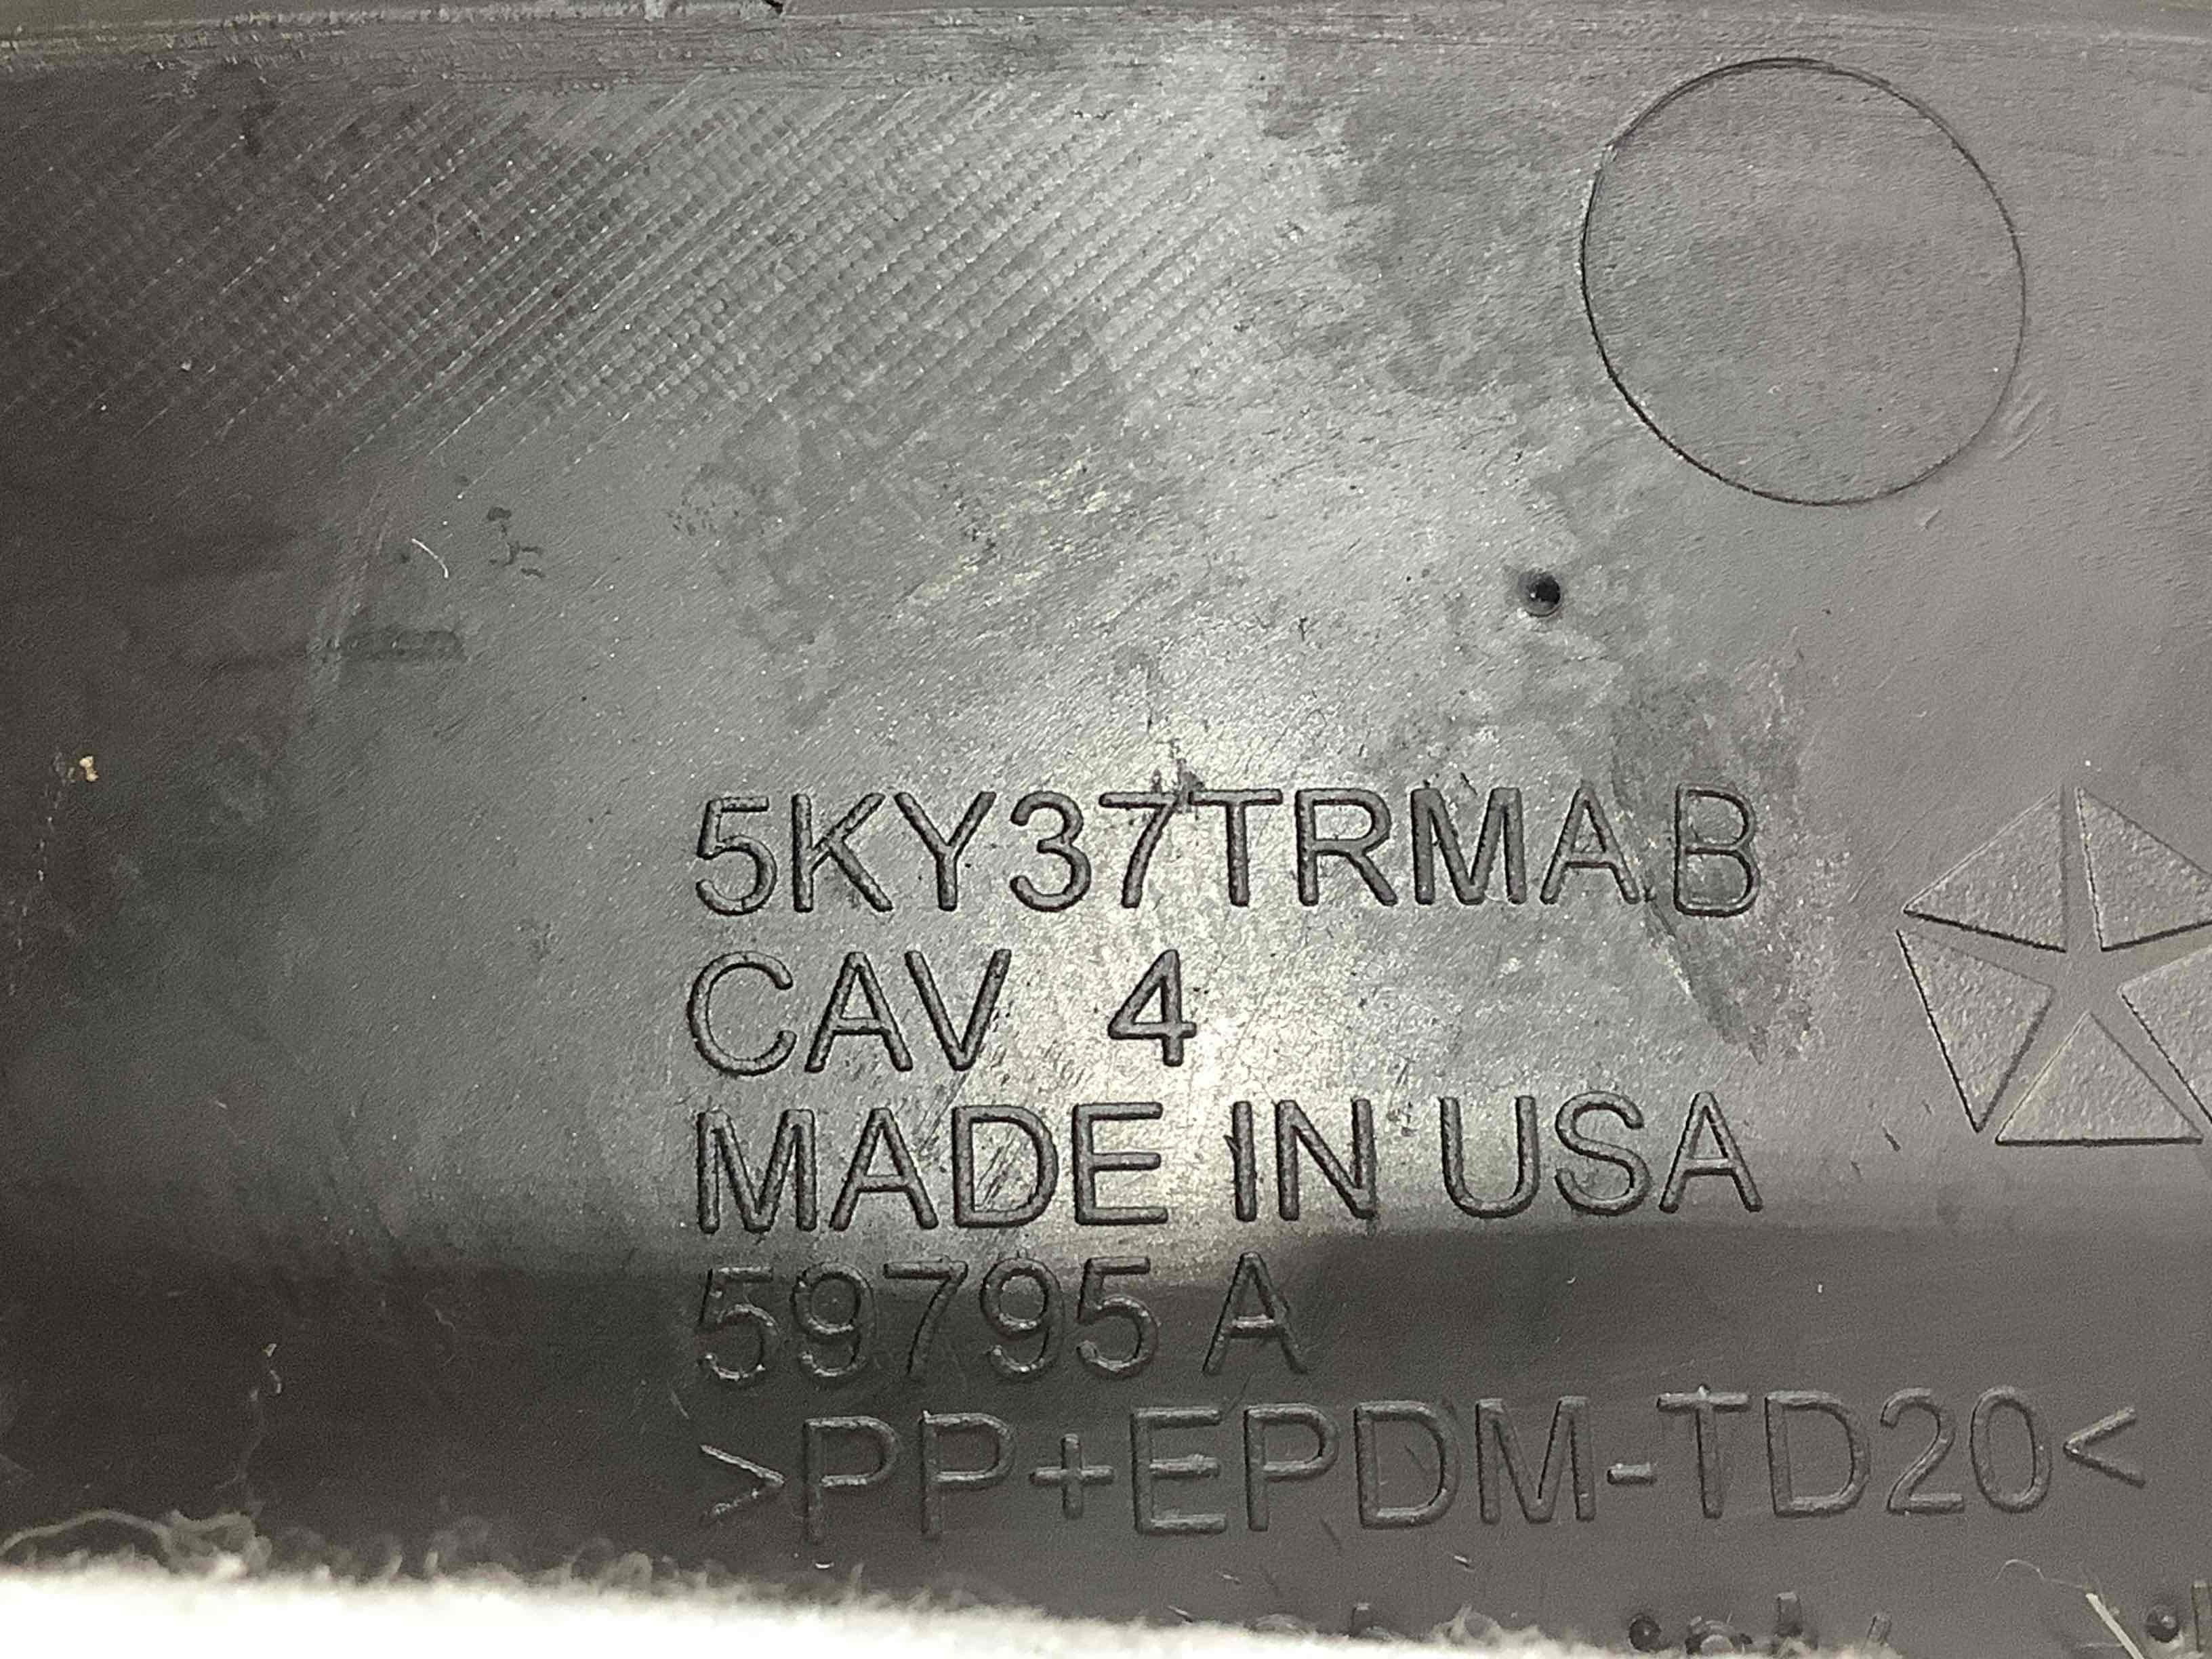 5KY37TRMAB
CAV 4
MADE IN USA
59795 A
>PP+EPDM-TD20<